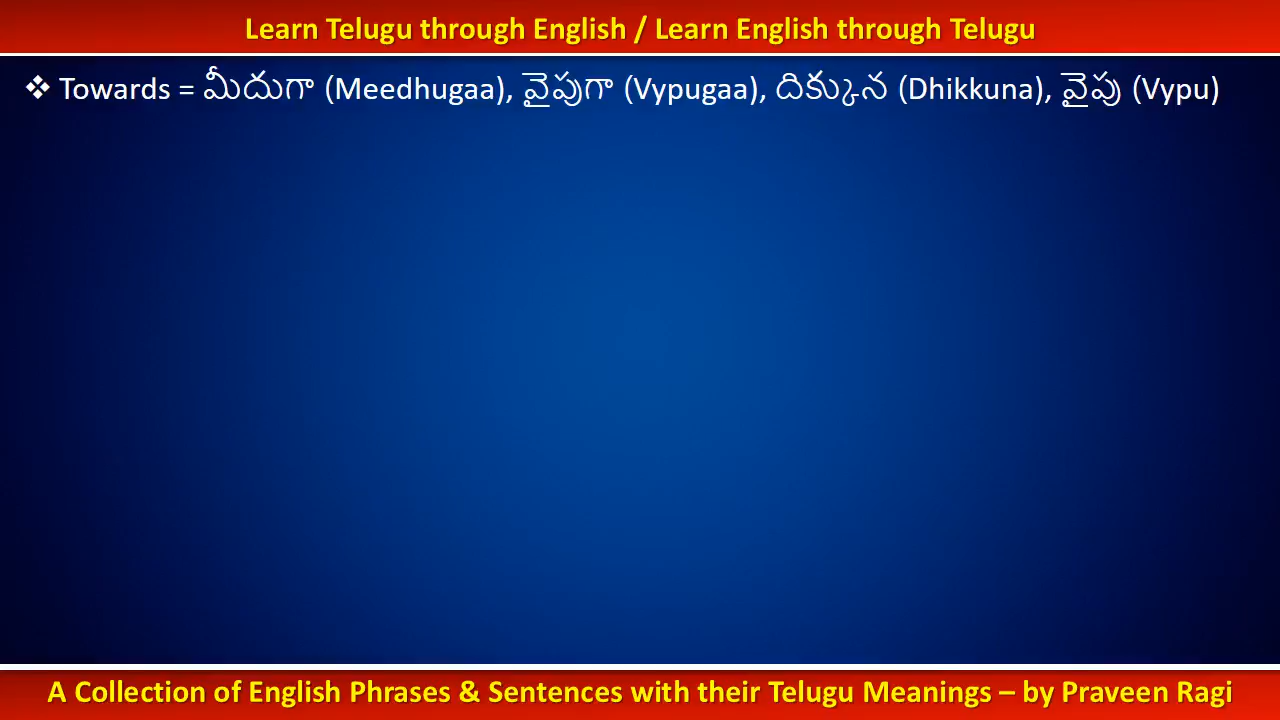 Learn Telugu through English / Learn English through Telugu
❖ Towards = మీదుగా (Meedhugaa), వైపుగా (Vypugaa), దిక్కున (Dhikkuna), వైపు (Vypu)
A Collection of English Phrases & Sentences with their Telugu Meanings – by Praveen Ragi